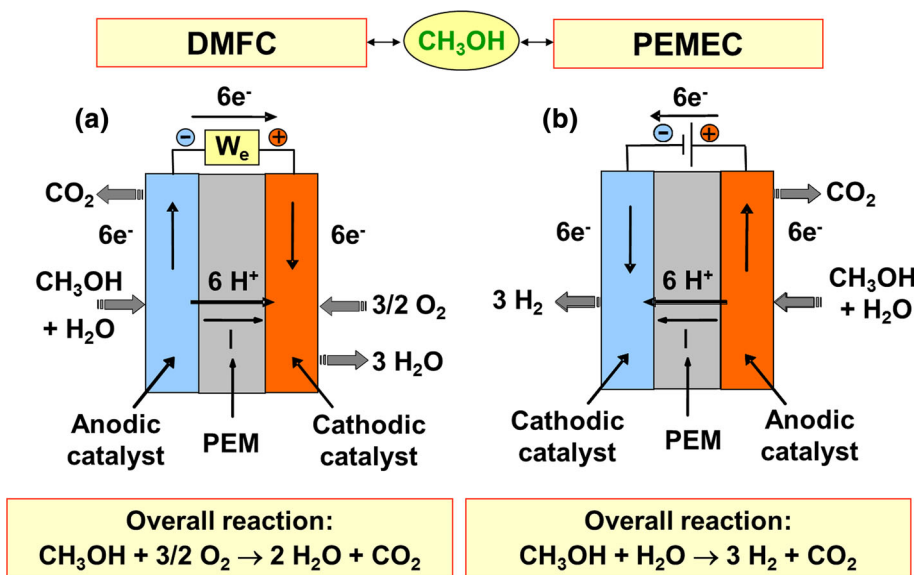 DMFC
CH₃OH
PEMEC
(a)
6e⁻
−
Wₑ
+
CO₂
6e⁻
6e⁻
CH₃OH
+ H₂O
6 H⁺
I
3/2 O₂
3 H₂O
Anodic
catalyst
PEM
Cathodic
catalyst
(b)
6e⁻
−
+
CO₂
6e⁻
6e⁻
3 H₂
6 H⁺
I
CH₃OH
+ H₂O
Cathodic
catalyst
PEM
Anodic
catalyst
Overall reaction:
CH₃OH + 3/2 O₂ → 2 H₂O + CO₂
Overall reaction:
CH₃OH + H₂O → 3 H₂ + CO₂